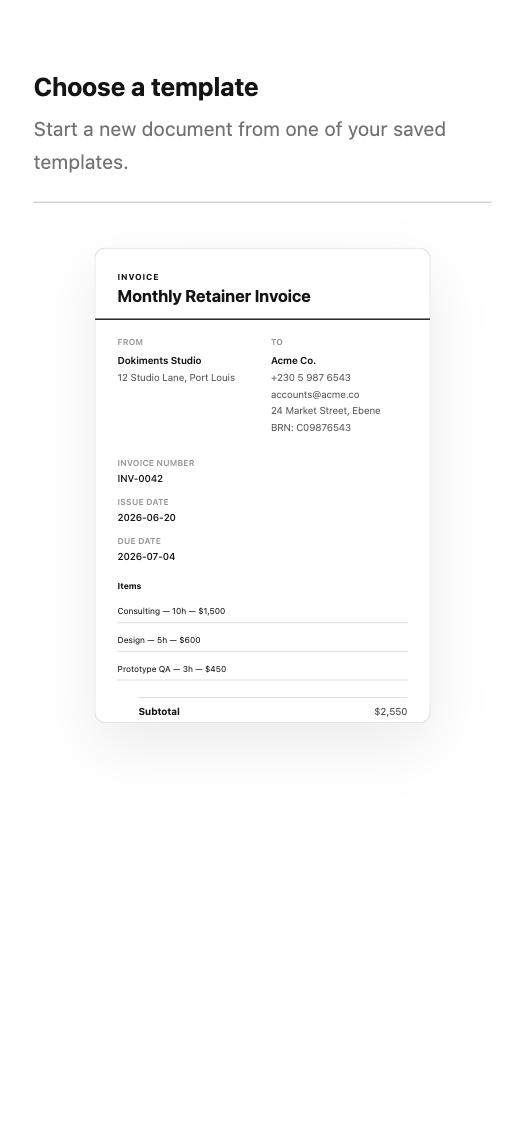 Choose a template
Start a new document from one of your saved
templates.
INVOICE
Monthly Retainer Invoice
FROM
Dokiments Studio
12 Studio Lane, Port Louis
TO
Acme Co.
+230 5 987 6543
accounts@acme.co
24 Market Street, Ebene
BRN: C09876543
INVOICE NUMBER
INV-0042
ISSUE DATE
2026-06-20
DUE DATE
2026-07-04
Items
Consulting — 10h — $1,500
Design — 5h — $600
Prototype QA — 3h — $450
Subtotal $2,550